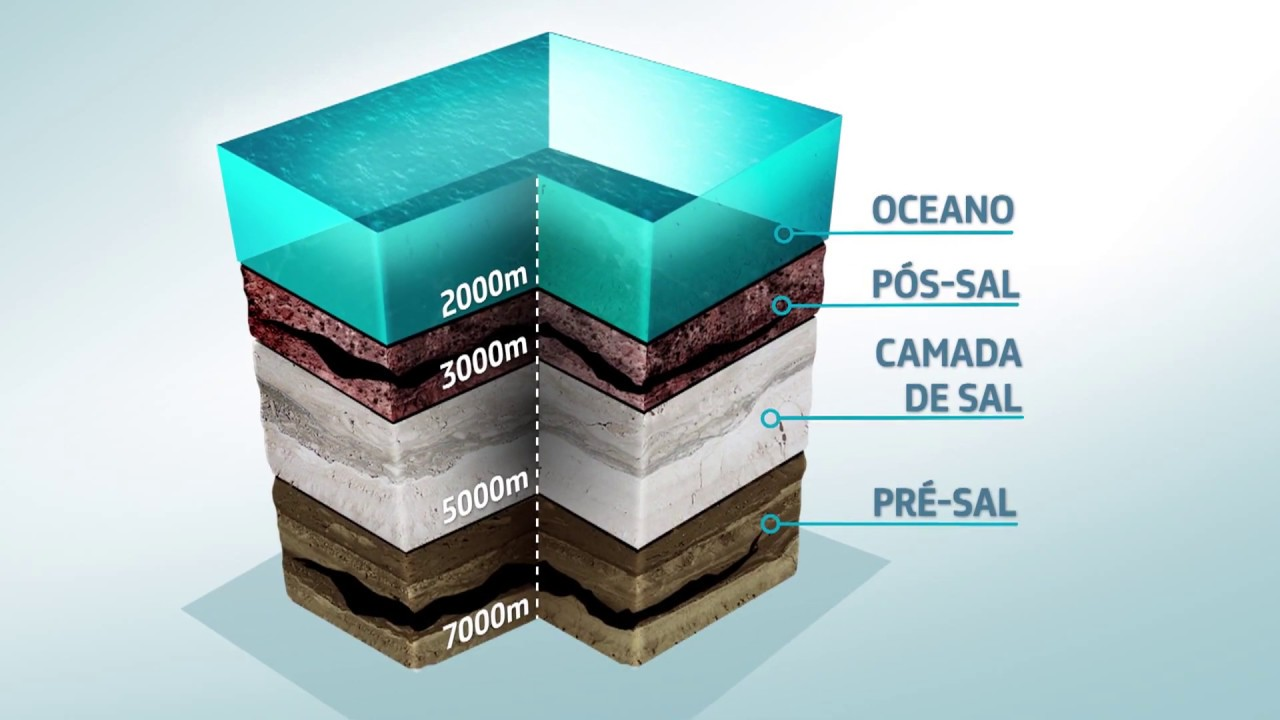 OCEANO
2000m
PÓS-SAL
3000m
CAMADA
DE SAL
5000m
PRÉ-SAL
7000m